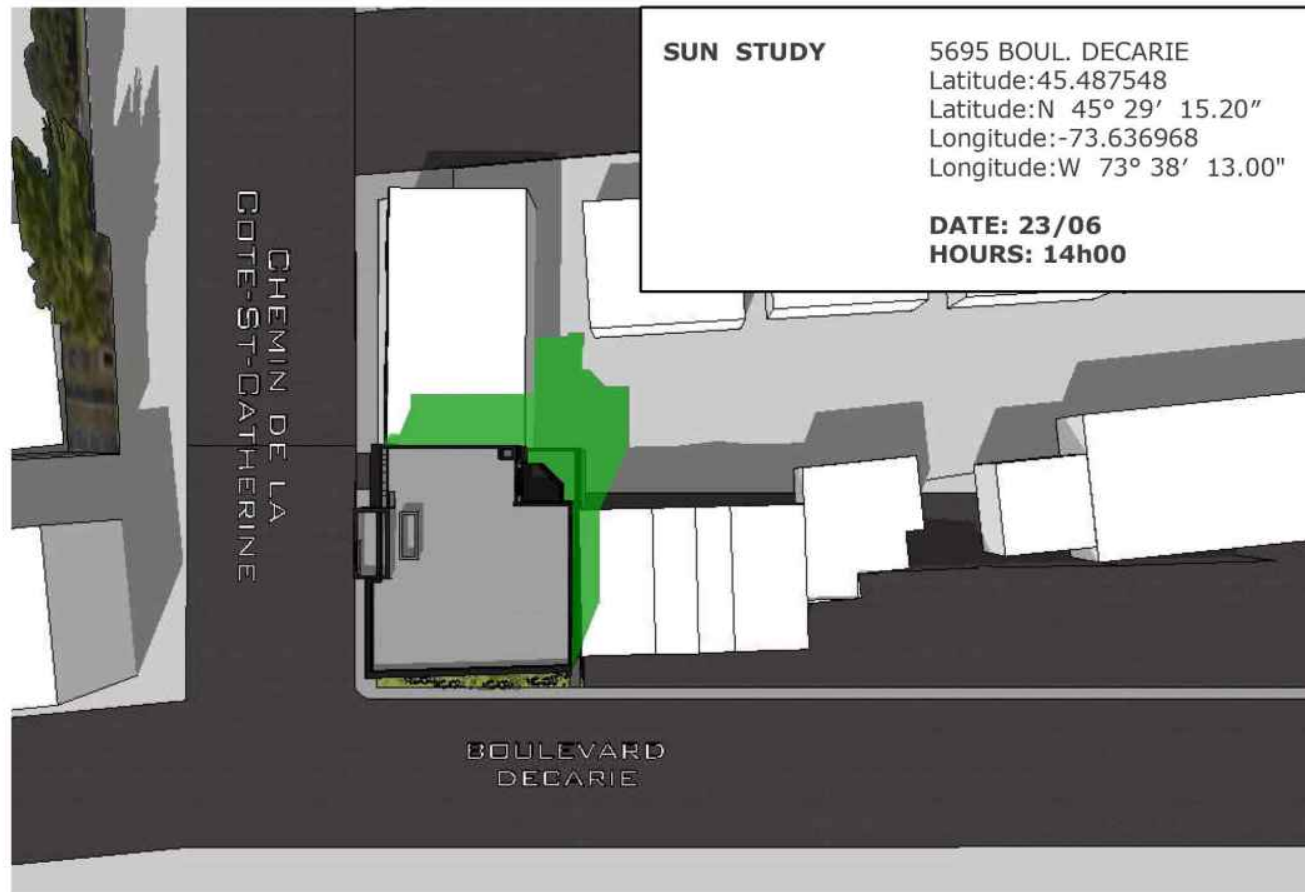 SUN STUDY
5695 BOUL. DECARIE
Latitude:45.487548
Latitude:N 45° 29′ 15.20″
Longitude:-73.636968
Longitude:W 73° 38′ 13.00"
DATE: 23/06
HOURS: 14h00
CHEMIN DE LA
COTE-ST-CATHERINE
BOULEVARD
DECARIE